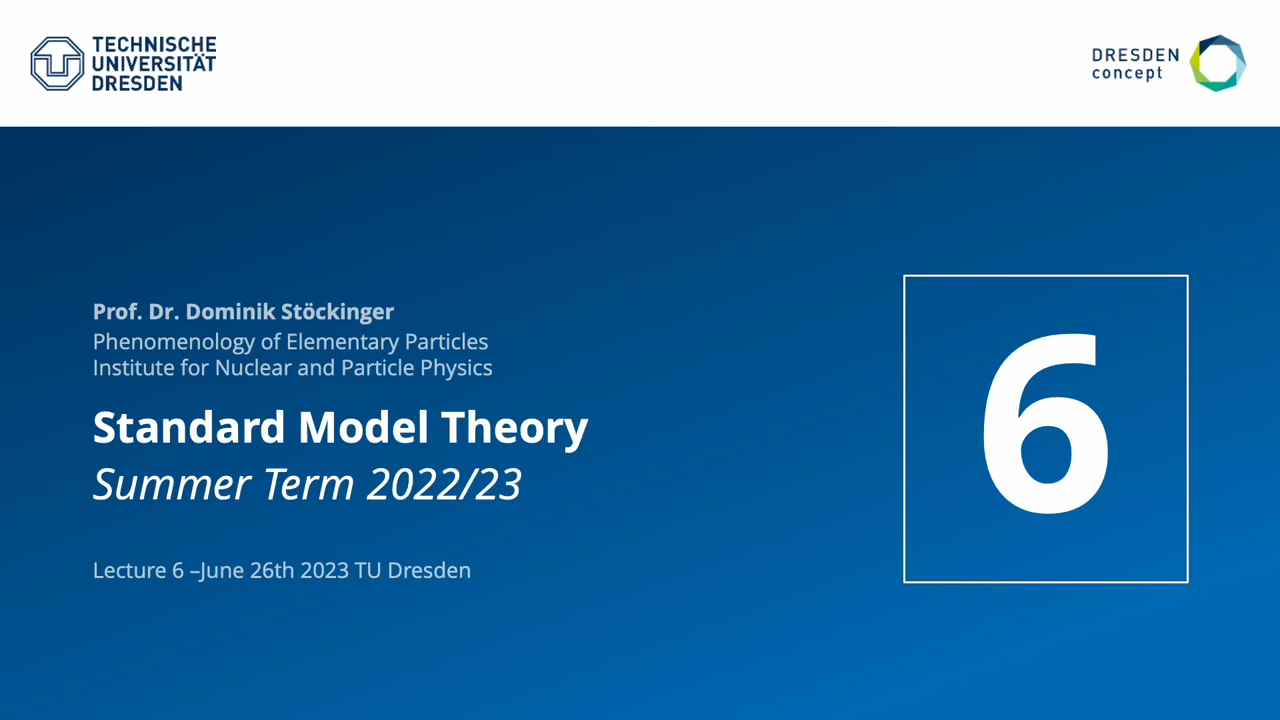 TECHNISCHE
UNIVERSITÄT
DRESDEN
DRESDEN
concept
Prof. Dr. Dominik Stöckinger
Phenomenology of Elementary Particles
Institute for Nuclear and Particle Physics
Standard Model Theory
Summer Term 2022/23
Lecture 6 –June 26th 2023 TU Dresden
6